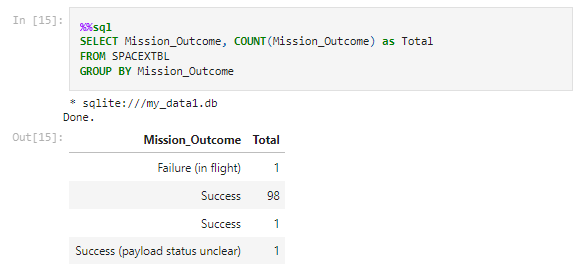 In [15]:
%%sql
SELECT Mission_Outcome, COUNT(Mission_Outcome) as Total
FROM SPACEXTBL
GROUP BY Mission_Outcome
* sqlite:///my_data1.db
Done.
Out[15]:
Mission_Outcome Total
Failure (in flight) 1
Success 98
Success 1
Success (payload status unclear) 1